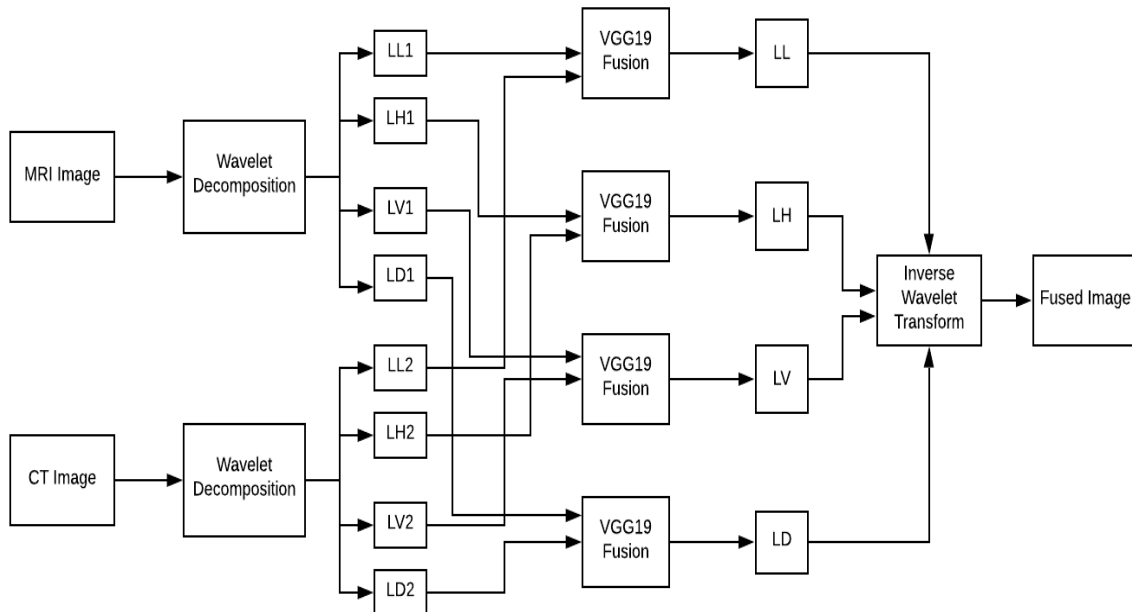 MRI Image
Wavelet
Decomposition
LL1
LH1
LV1
LD1
CT Image
Wavelet
Decomposition
LL2
LH2
LV2
LD2
VGG19
Fusion
VGG19
Fusion
VGG19
Fusion
VGG19
Fusion
LL
LH
LV
LD
Inverse
Wavelet
Transform
Fused Image